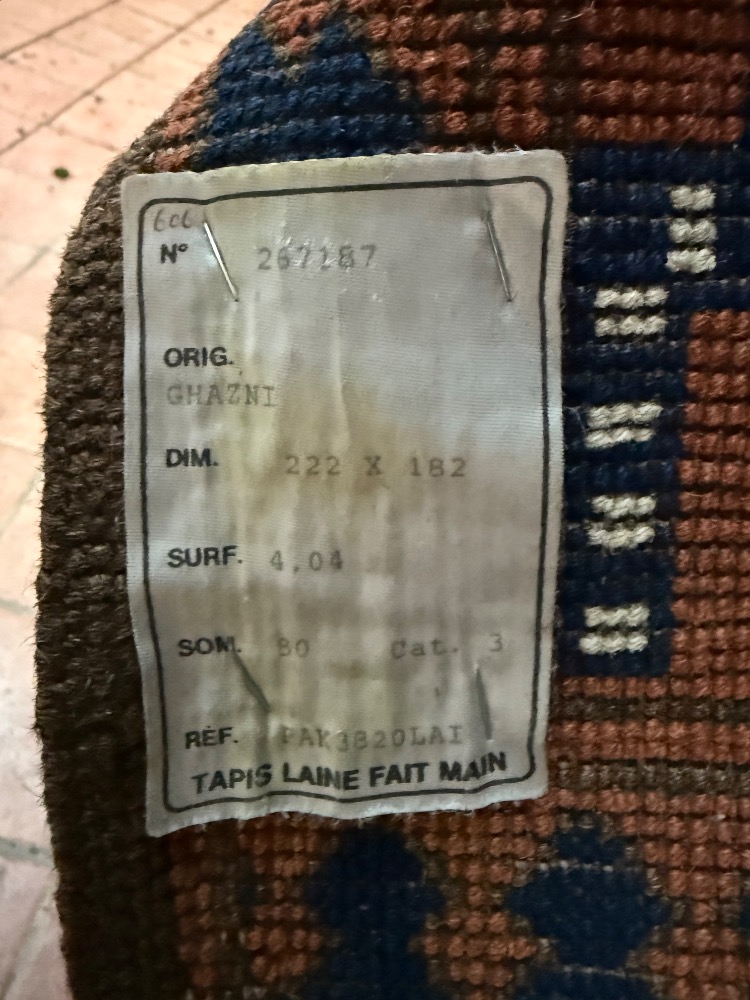 606
N° 267187
ORIG.
GHAZNI
DIM. 222 X 182
SURF. 4,04
SOM. 80 Cat. 3
RÉF. PAK3820LAI
TAPIS LAINE FAIT MAIN